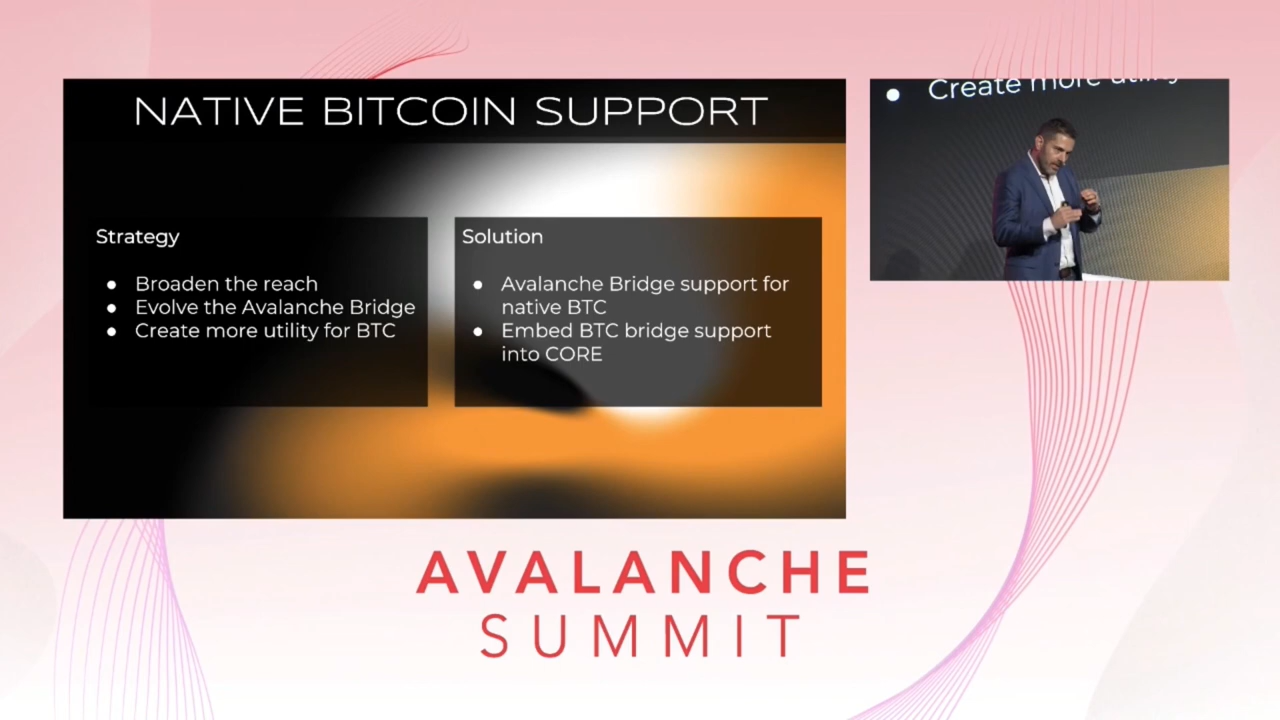 NATIVE BITCOIN SUPPORT
Strategy
● Broaden the reach
● Evolve the Avalanche Bridge
● Create more utility for BTC
Solution
● Avalanche Bridge support for
native BTC
● Embed BTC bridge support
into CORE
● Create more utility
AVALANCHE
SUMMIT